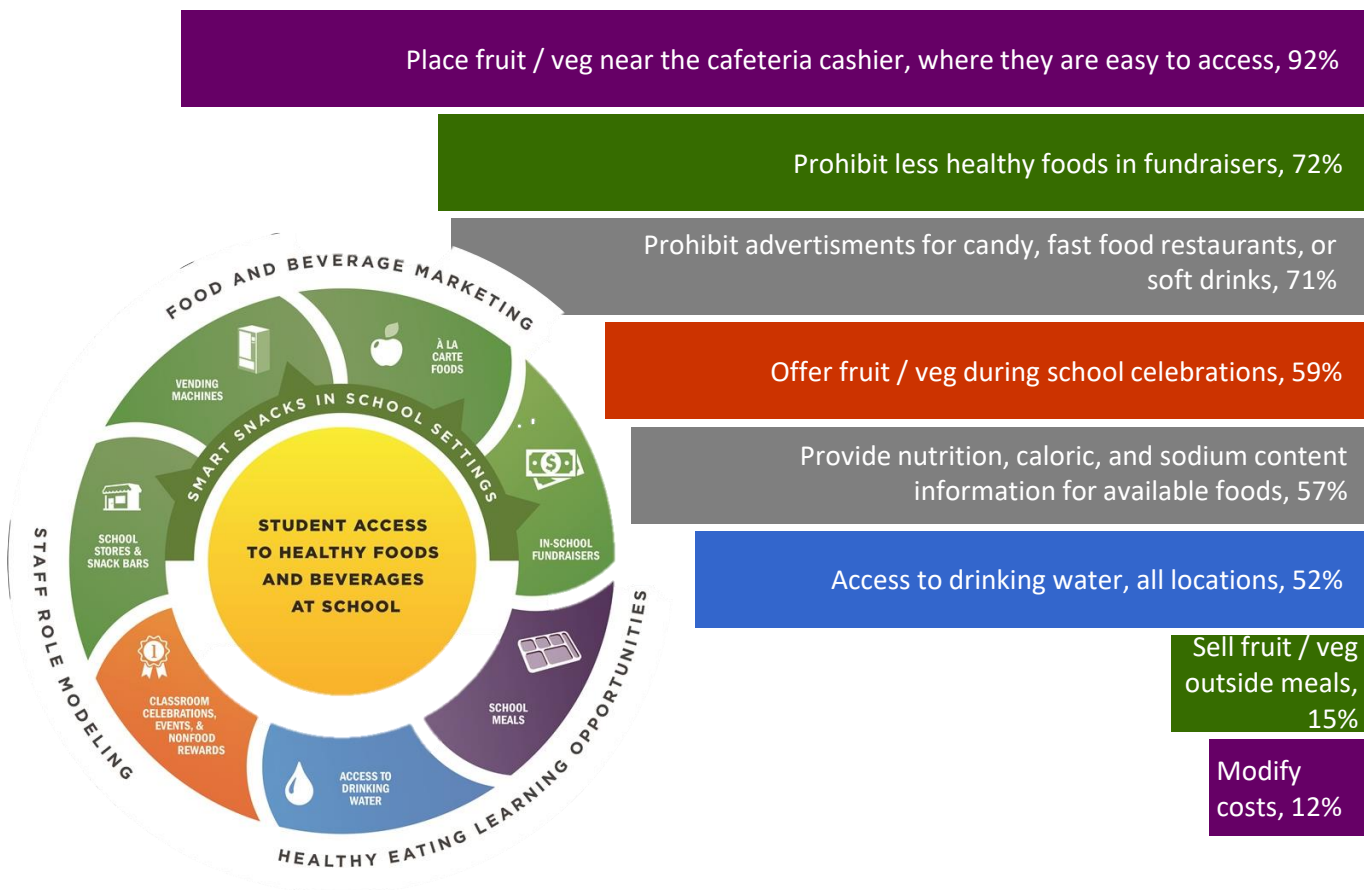 Place fruit / veg near the cafeteria cashier, where they are easy to access, 92%
Prohibit less healthy foods in fundraisers, 72%
Prohibit advertisments for candy, fast food restaurants, or
soft drinks, 71%
Offer fruit / veg during school celebrations, 59%
Provide nutrition, caloric, and sodium content
information for available foods, 57%
Access to drinking water, all locations, 52%
Sell fruit / veg
outside meals,
15%
Modify
costs, 12%
FOOD AND BEVERAGE MARKETING
À LA
CARTE
FOODS
VENDING
MACHINES
SMART SNACKS IN SCHOOL SETTINGS
$
IN-SCHOOL
FUNDRAISERS
SCHOOL
STORES &
SNACK BARS
STUDENT ACCESS
TO HEALTHY FOODS
AND BEVERAGES
AT SCHOOL
STAFF ROLE MODELING
1
CLASSROOM
CELEBRATIONS,
EVENTS, &
NONFOOD
REWARDS
SCHOOL
MEALS
ACCESS TO
DRINKING
WATER
HEALTHY EATING LEARNING OPPORTUNITIES